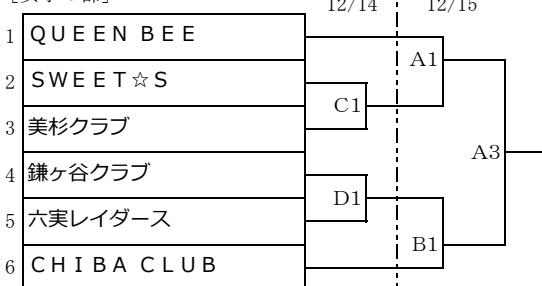 12/14 12/15
1 QUEEN BEE
A1
2 SWEET☆S
C1
3 美杉クラブ
A3
4 鎌ヶ谷クラブ
D1
5 六実レイダース
B1
6 CHIBA CLUB